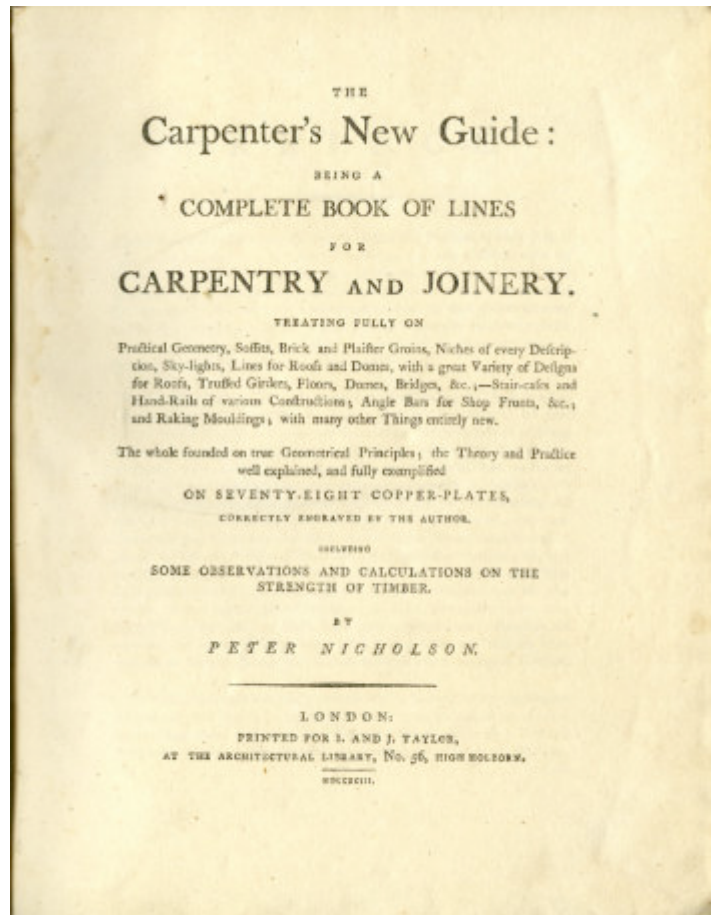 THE
Carpenter's New Guide:
BEING A
COMPLETE BOOK OF LINES
FOR
CARPENTRY AND JOINERY.
TREATING FULLY ON
Practical Geometry, Soffits, Brick and Plaister Groins, Niches of every Descrip-
tion, Sky-lights, Lines for Roofs and Domes, with a great Variety of Designs
for Roofs, Trussed Girders, Floors, Domes, Bridges, &c.;—Stair-cases and
Hand-Rails of various Constructions; Angle Bars for Shop Fronts, &c.;
and Raking Mouldings; with many other Things entirely new.
The whole founded on true Geometrical Principles; the Theory and Practice
well explained, and fully exemplified
ON SEVENTY-EIGHT COPPER-PLATES,
CORRECTLY ENGRAVED BY THE AUTHOR.
INCLUDING
SOME OBSERVATIONS AND CALCULATIONS ON THE
STRENGTH OF TIMBER.
BY
PETER NICHOLSON.
LONDON:
PRINTED FOR I. AND J. TAYLOR,
AT THE ARCHITECTURAL LIBRARY, No. 56, HIGH HOLBORN.
MDCCXCIII.